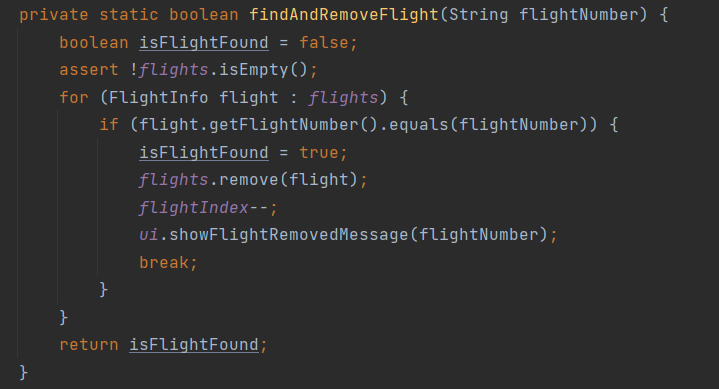 private static boolean findAndRemoveFlight(String flightNumber) {
    boolean isFlightFound = false;
    assert !flights.isEmpty();
    for (FlightInfo flight : flights) {
        if (flight.getFlightNumber().equals(flightNumber)) {
            isFlightFound = true;
            flights.remove(flight);
            flightIndex--;
            ui.showFlightRemovedMessage(flightNumber);
            break;
        }
    }
    return isFlightFound;
}